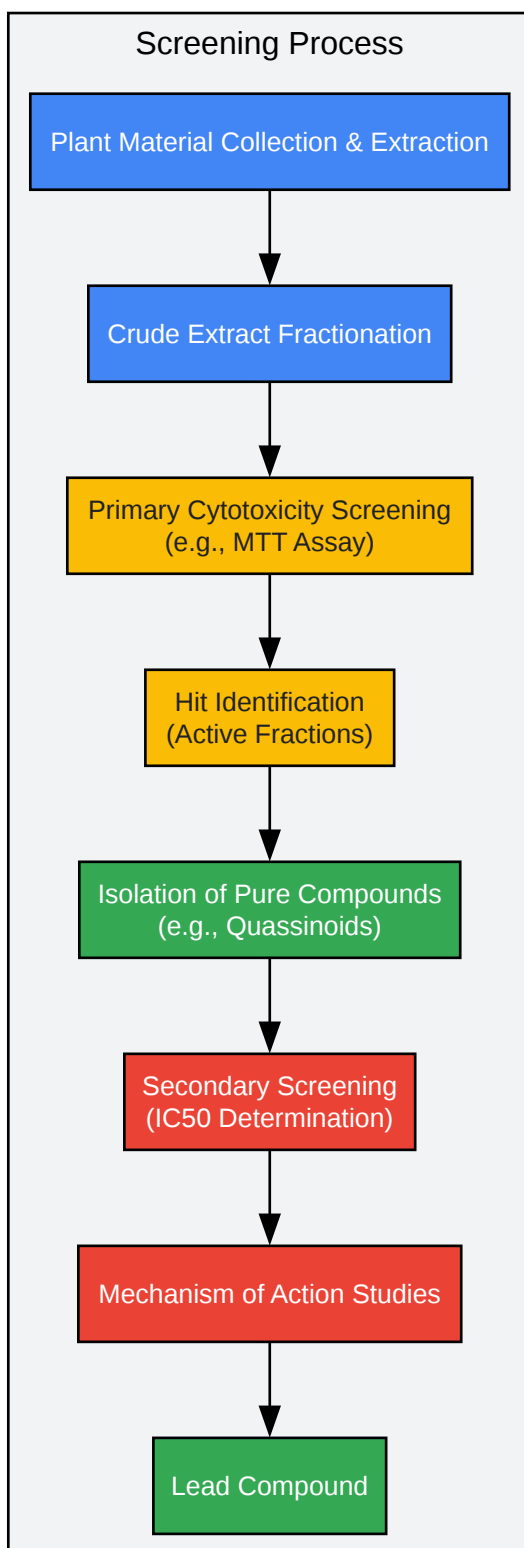 Screening Process
Plant Material Collection & Extraction
Crude Extract Fractionation
Primary Cytotoxicity Screening
(e.g., MTT Assay)
Hit Identification
(Active Fractions)
Isolation of Pure Compounds
(e.g., Quassinoids)
Secondary Screening
(IC50 Determination)
Mechanism of Action Studies
Lead Compound